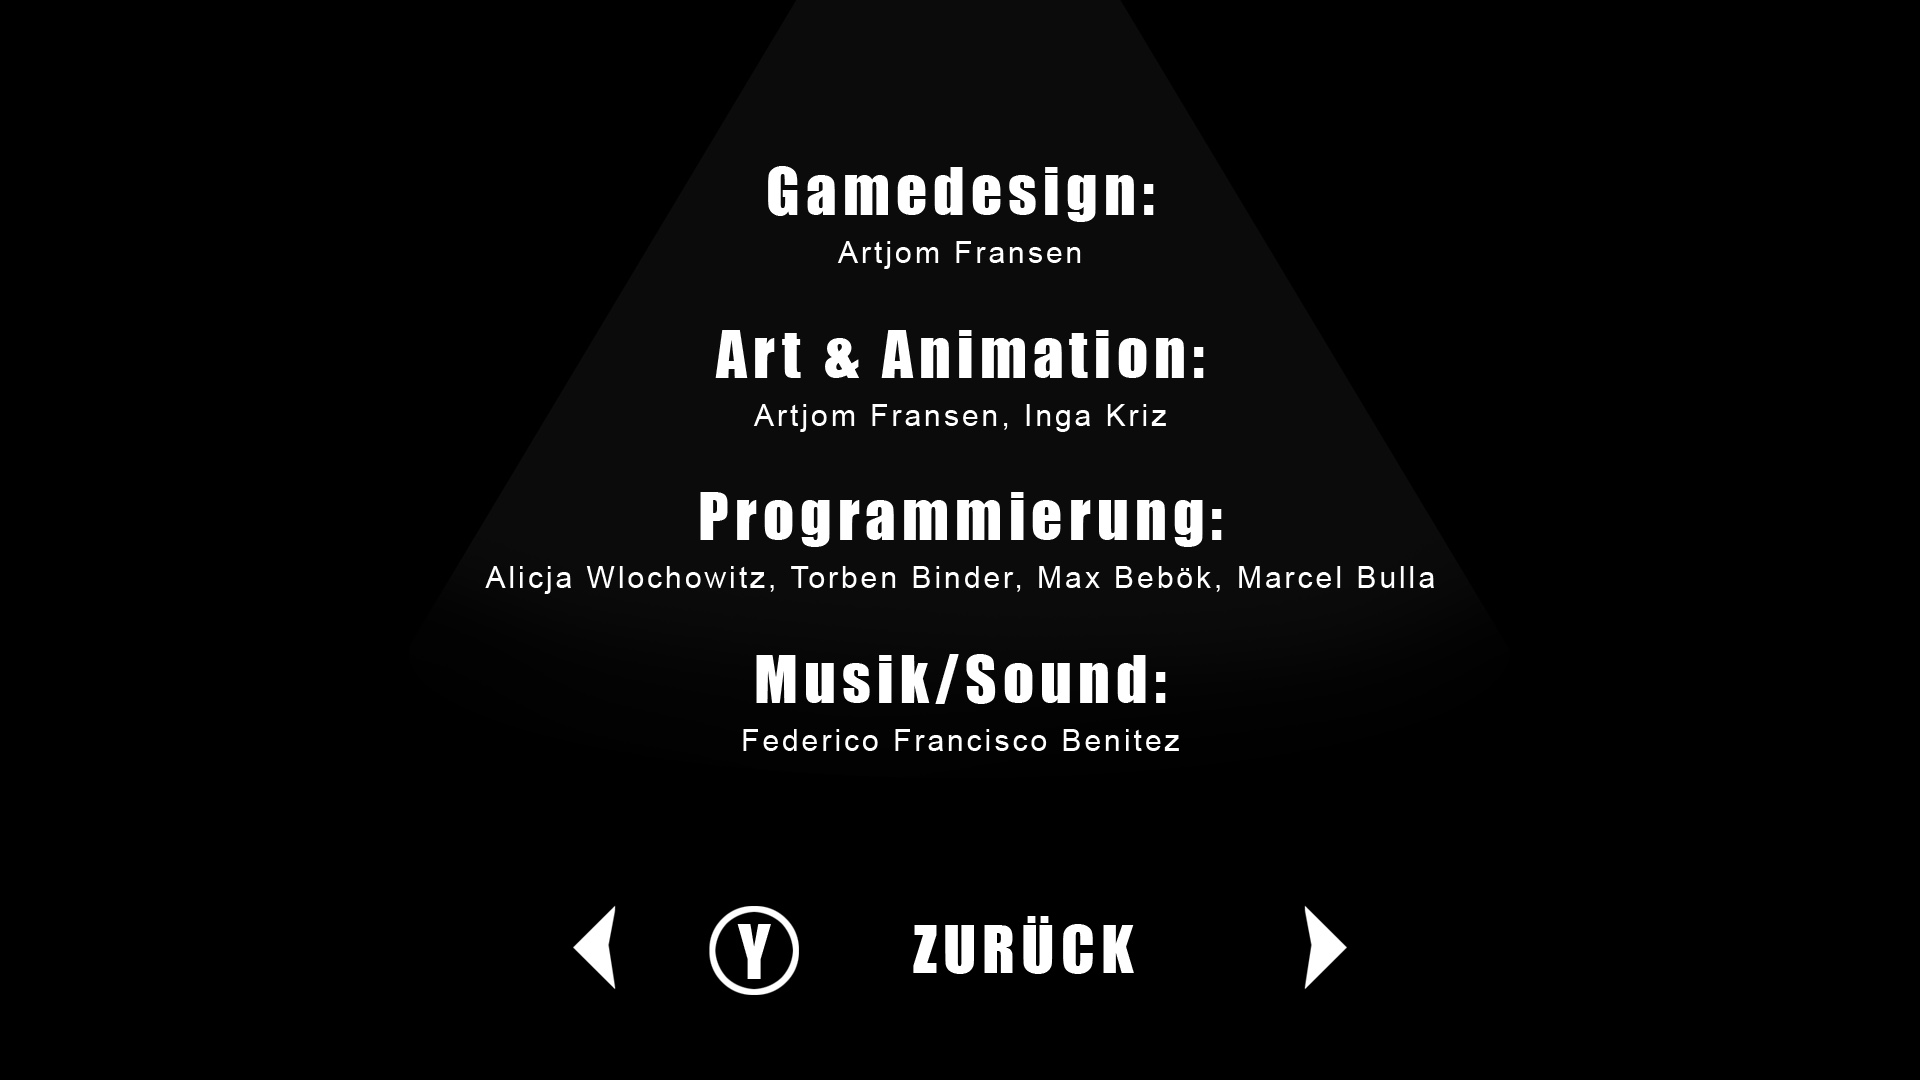 Gamedesign:
Artjom Fransen
Art & Animation:
Artjom Fransen, Inga Kriz
Programmierung:
Alicja Wlochowitz, Torben Binder, Max Bebök, Marcel Bulla
Musik/Sound:
Federico Francisco Benitez
Y ZURÜCK